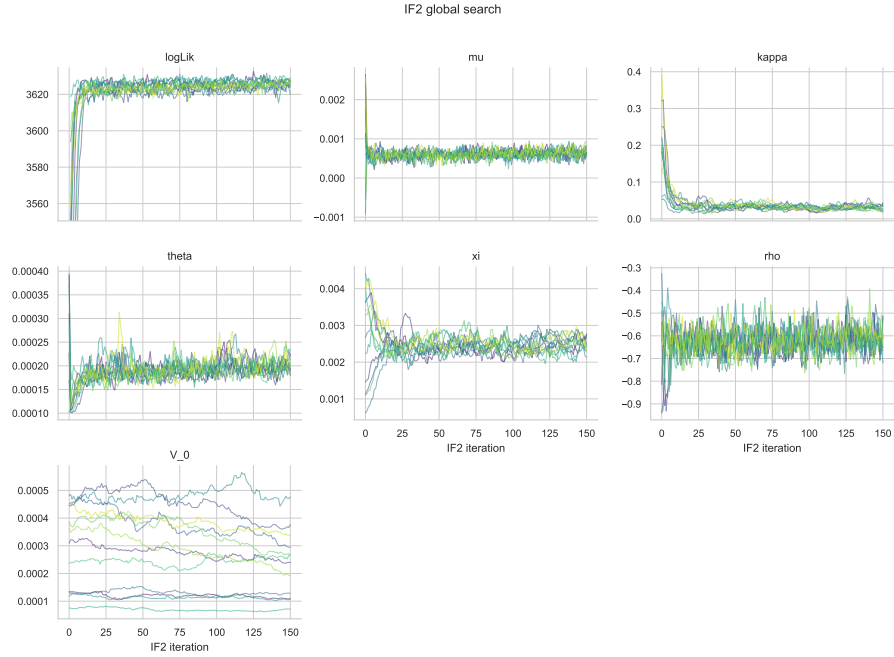 IF2 global search
logLik
mu
kappa
3620
3600
3580
3560
0.002
0.001
0.000
−0.001
0.4
0.3
0.2
0.1
0.0
theta
xi
rho
0.00040
0.00035
0.00030
0.00025
0.00020
0.00015
0.00010
0.004
0.003
0.002
0.001
−0.3
−0.4
−0.5
−0.6
−0.7
−0.8
−0.9
0 25 50 75 100 125 150
IF2 iteration
0 25 50 75 100 125 150
IF2 iteration
V_0
0.0005
0.0004
0.0003
0.0002
0.0001
0 25 50 75 100 125 150
IF2 iteration